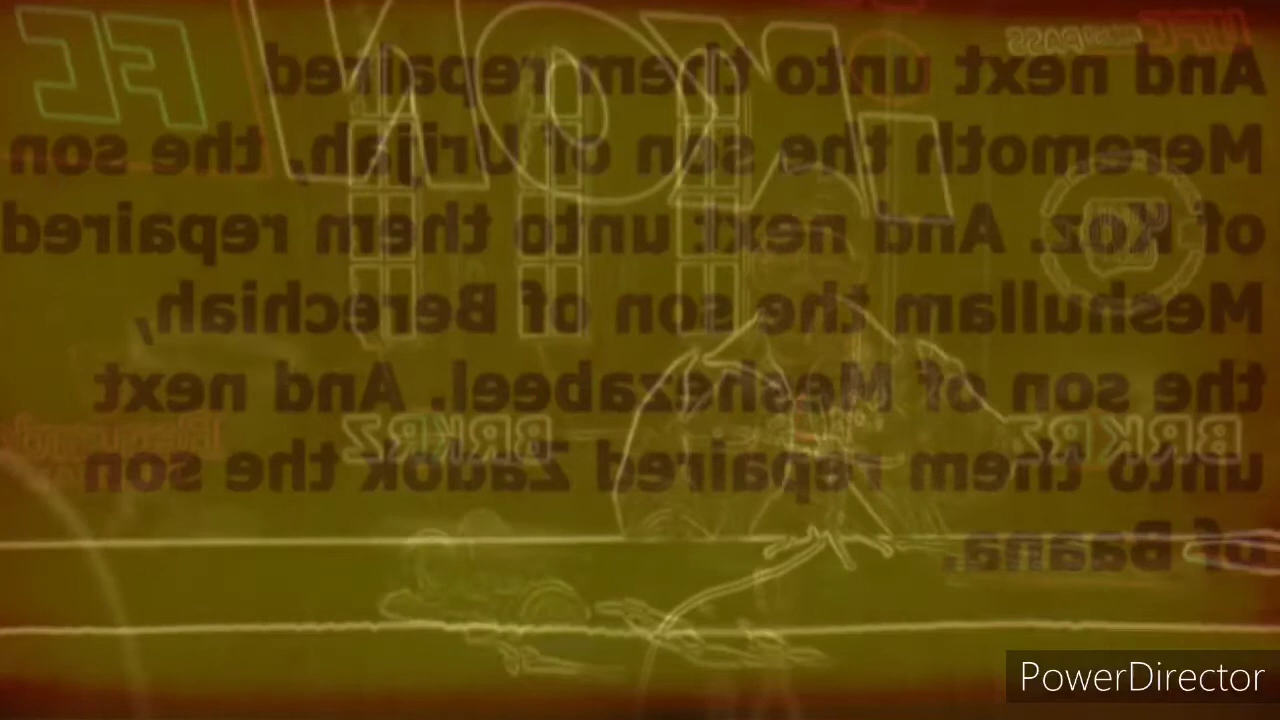 And next unto them repaired
Meremoth the son of Urijah, the son
of Koz. And next unto them repaired
Meshullam the son of Berechiah,
the son of Meshezabeel. And next
unto them repaired Zadok the son
of Baana.
BRKRZ
BRKRZ
PowerDirector